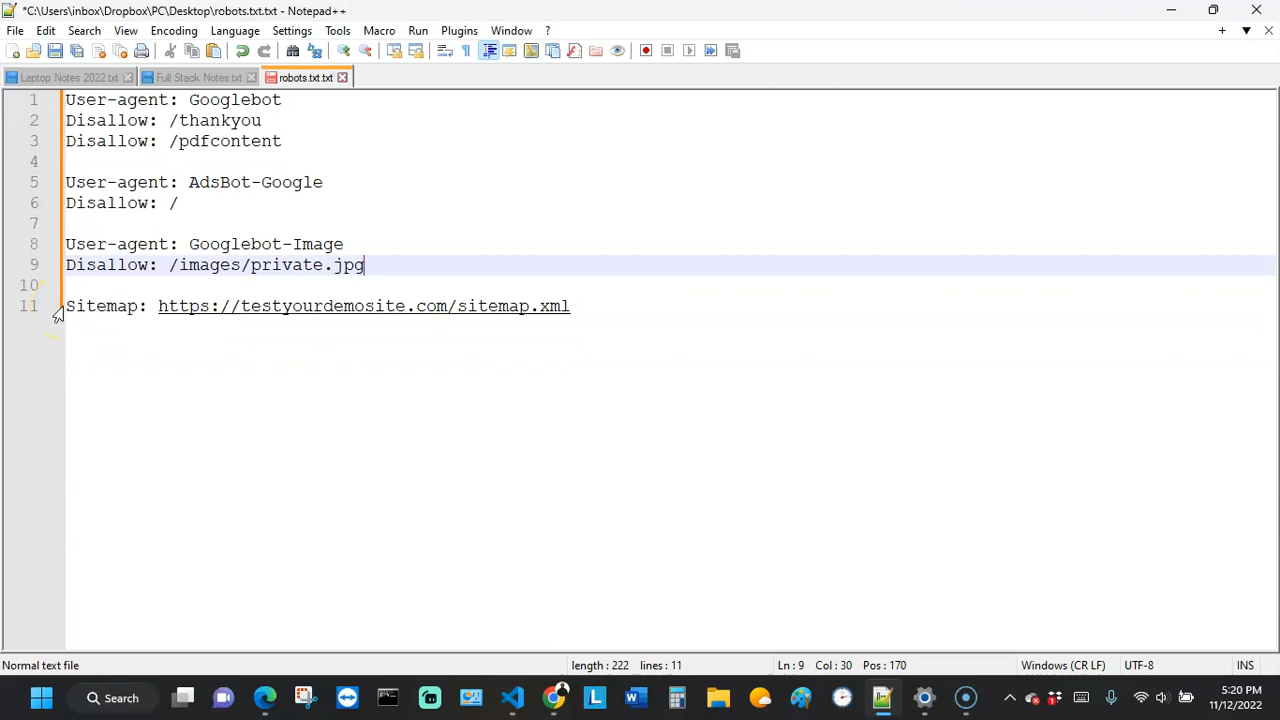 *C:\Users\inbox\Dropbox\PC\Desktop\robots.txt.txt - Notepad++
File Edit Search View Encoding Language Settings Tools Macro Run Plugins Window ?
Laptop Notes 2022.txt Full Stack Notes.txt robots.txt.txt
1 User-agent: Googlebot
2 Disallow: /thankyou
3 Disallow: /pdfcontent
4
5 User-agent: AdsBot-Google
6 Disallow: /
7
8 User-agent: Googlebot-Image
9 Disallow: /images/private.jpg
10
11 Sitemap: https://testyourdemosite.com/sitemap.xml
Normal text file length : 222 lines : 11 Ln : 9 Col : 30 Pos : 170 Windows (CR LF) UTF-8 INS
Search 5:20 PM
11/12/2022